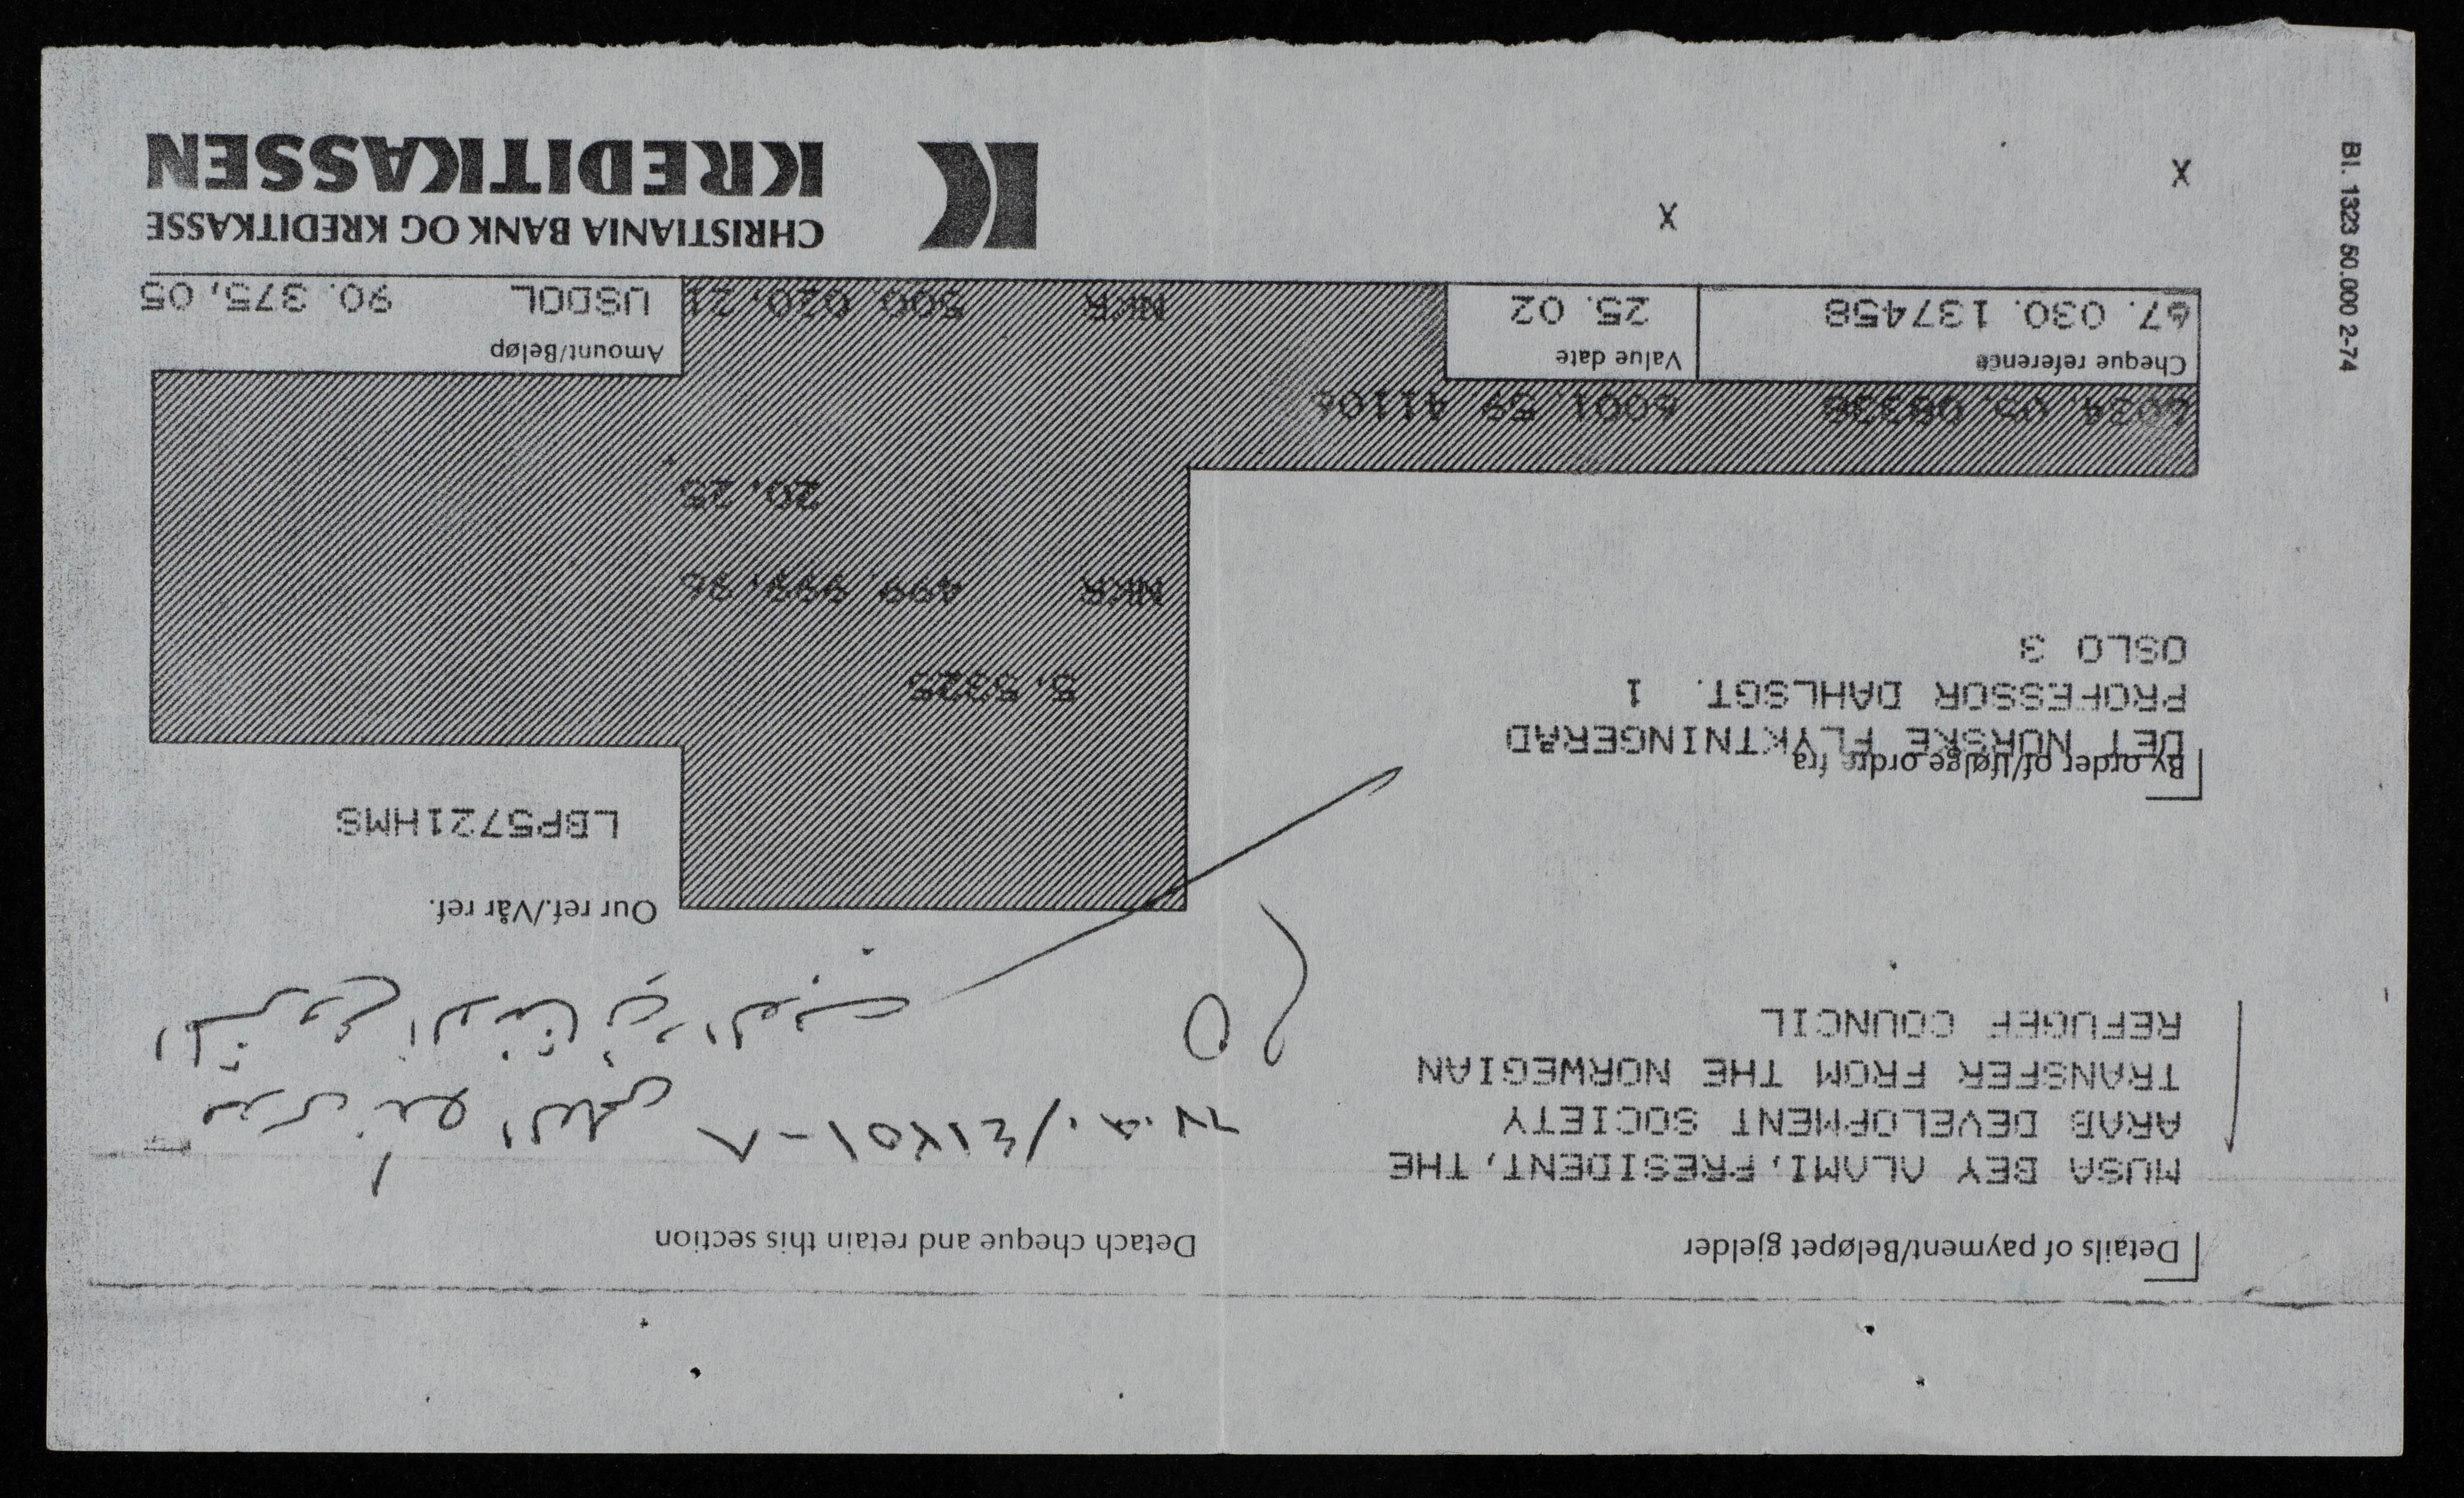 Details of payment/Beløpet gjelder
Detach cheque and retain this section
MUSA BEY ALAMI, PRESIDENT, THE
ARAB DEVELOPMENT SOCIETY
TRANSFER FROM THE NORWEGIAN
REFUGEE COUNCIL
Our ref./Vår ref.
LBP5721HMS
By order of/Ifølge ordre fra
DET NORSKE FLYKTNINGERÅD
PROFESSOR DAHLSGT. 1
OSLO 3
5,5325
NKR 499.999,96
20,25
6034.05.08338 6001.59.41106
Cheque reference
67.030.137458
Value date
25.02
NKR 500.020,21
Amount/Beløp
USDOL 90.375,05
X
X
CHRISTIANIA BANK OG KREDITKASSE
KREDITKASSEN
Bl. 1323 50.000 2-74